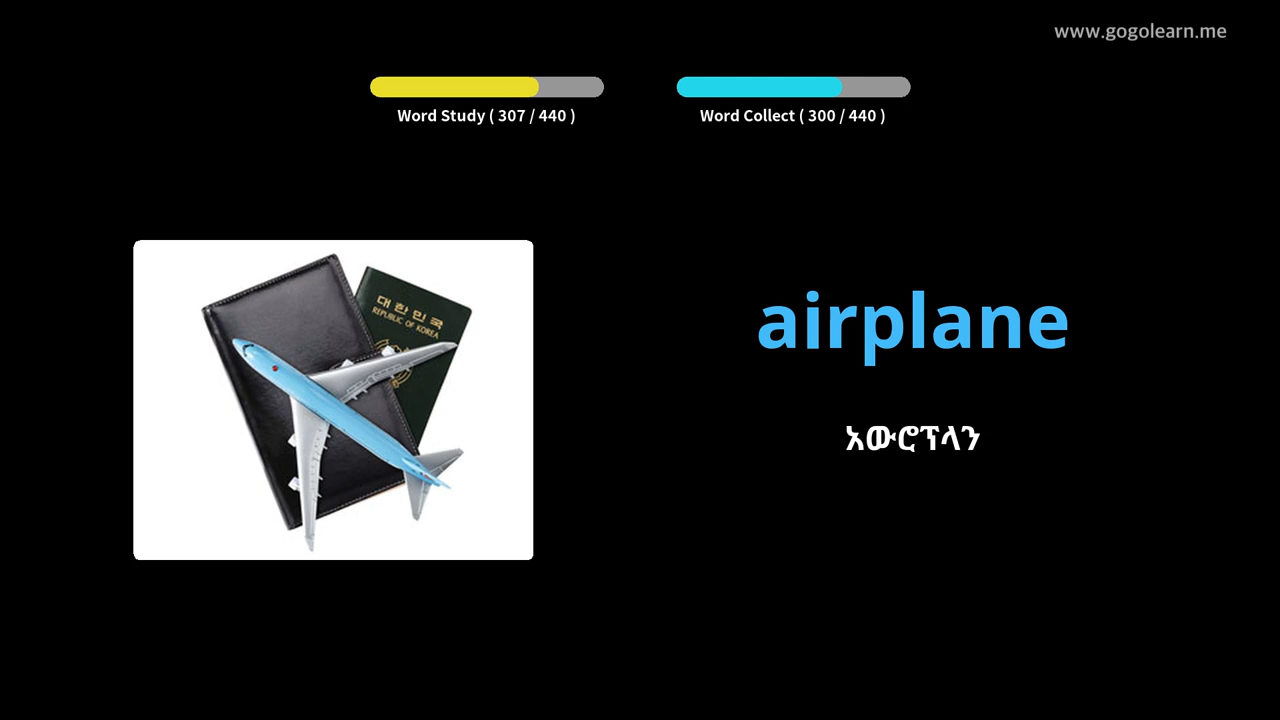 www.gogolearn.me
Word Study ( 307 / 440 )
Word Collect ( 300 / 440 )
대한민국
REPUBLIC OF KOREA
airplane
አውሮፕላን